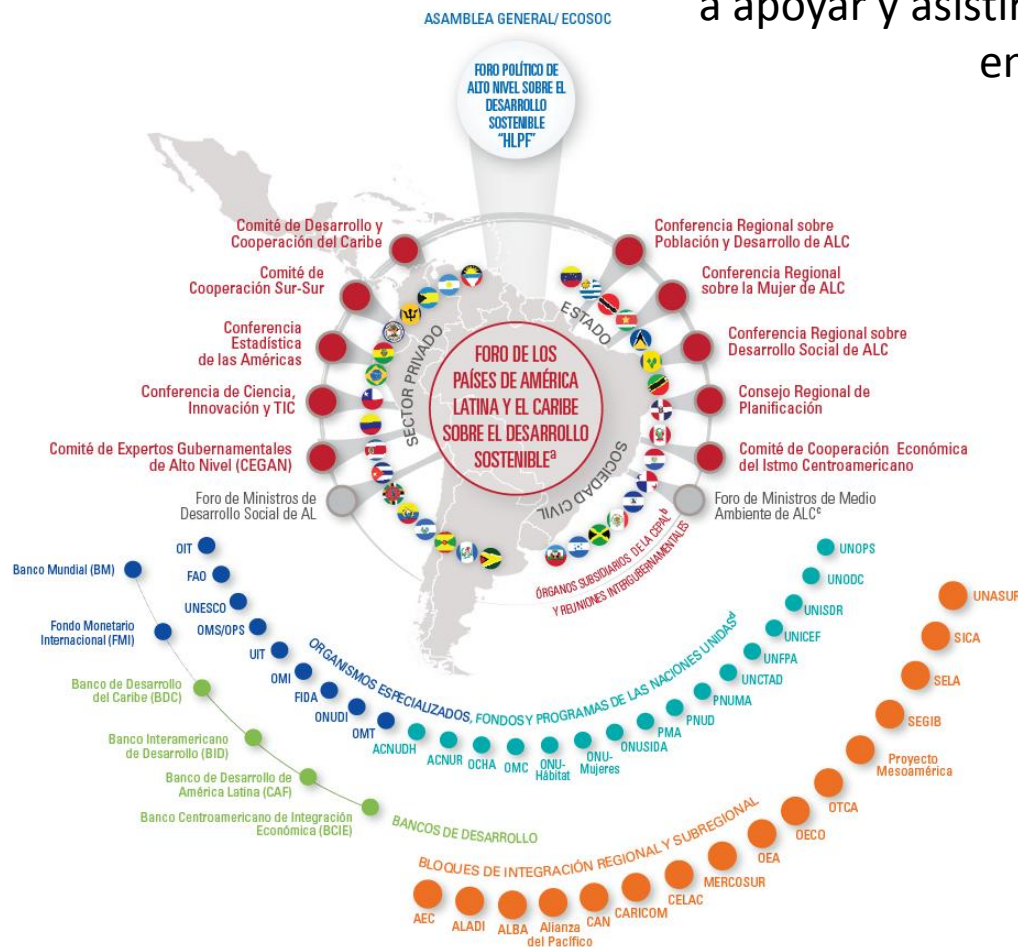 a apoyar y asistir
en
ASAMBLEA GENERAL/ ECOSOC
FORO POLÍTICO DE
ALTO NIVEL SOBRE EL
DESARROLLO
SOSTENIBLE
“HLPF”
Comité de Desarrollo y
Cooperación del Caribe
Comité de
Cooperación Sur-Sur
Conferencia
Estadística
de las Américas
Conferencia de Ciencia,
Innovación y TIC
Comité de Expertos Gubernamentales
de Alto Nivel (CEGAN)
Foro de Ministros de
Desarrollo Social de AL
Conferencia Regional sobre
Población y Desarrollo de ALC
Conferencia Regional
sobre la Mujer de ALC
Conferencia Regional sobre
Desarrollo Social de ALC
Consejo Regional de
Planificación
Comité de Cooperación Económica
del Istmo Centroamericano
Foro de Ministros de Medio
Ambiente de ALCᶜ
SECTOR PRIVADO
ESTADO
SOCIEDAD CIVIL
FORO DE LOS
PAÍSES DE AMÉRICA
LATINA Y EL CARIBE
SOBRE EL DESARROLLO
SOSTENIBLEᵃ
ÓRGANOS SUBSIDIARIOS DE LA CEPALᵇ
Y REUNIONES INTERGUBERNAMENTALES
OIT
FAO
UNESCO
OMS/OPS
UIT
OMI
FIDA
ONUDI
OMT
ACNUDH
ACNUR
OCHA
OMC
ONU-
Hábitat
ONU-
Mujeres
ONUSIDA
PMA
PNUD
PNUMA
UNCTAD
UNFPA
UNICEF
UNISDR
UNODC
UNOPS
ORGANISMOS ESPECIALIZADOS, FONDOS Y PROGRAMAS DE LAS NACIONES UNIDASᵈ
Banco Mundial (BM)
Fondo Monetario
Internacional (FMI)
Banco de Desarrollo
del Caribe (BDC)
Banco Interamericano
de Desarrollo (BID)
Banco de Desarrollo de
América Latina (CAF)
Banco Centroamericano de Integración
Económica (BCIE)
BANCOS DE DESARROLLO
BLOQUES DE INTEGRACIÓN REGIONAL Y SUBREGIONAL
AEC
ALADI
ALBA
Alianza
del Pacífico
CAN
CARICOM
CELAC
MERCOSUR
OEA
OECO
OTCA
Proyecto
Mesoamérica
SEGIB
SELA
SICA
UNASUR